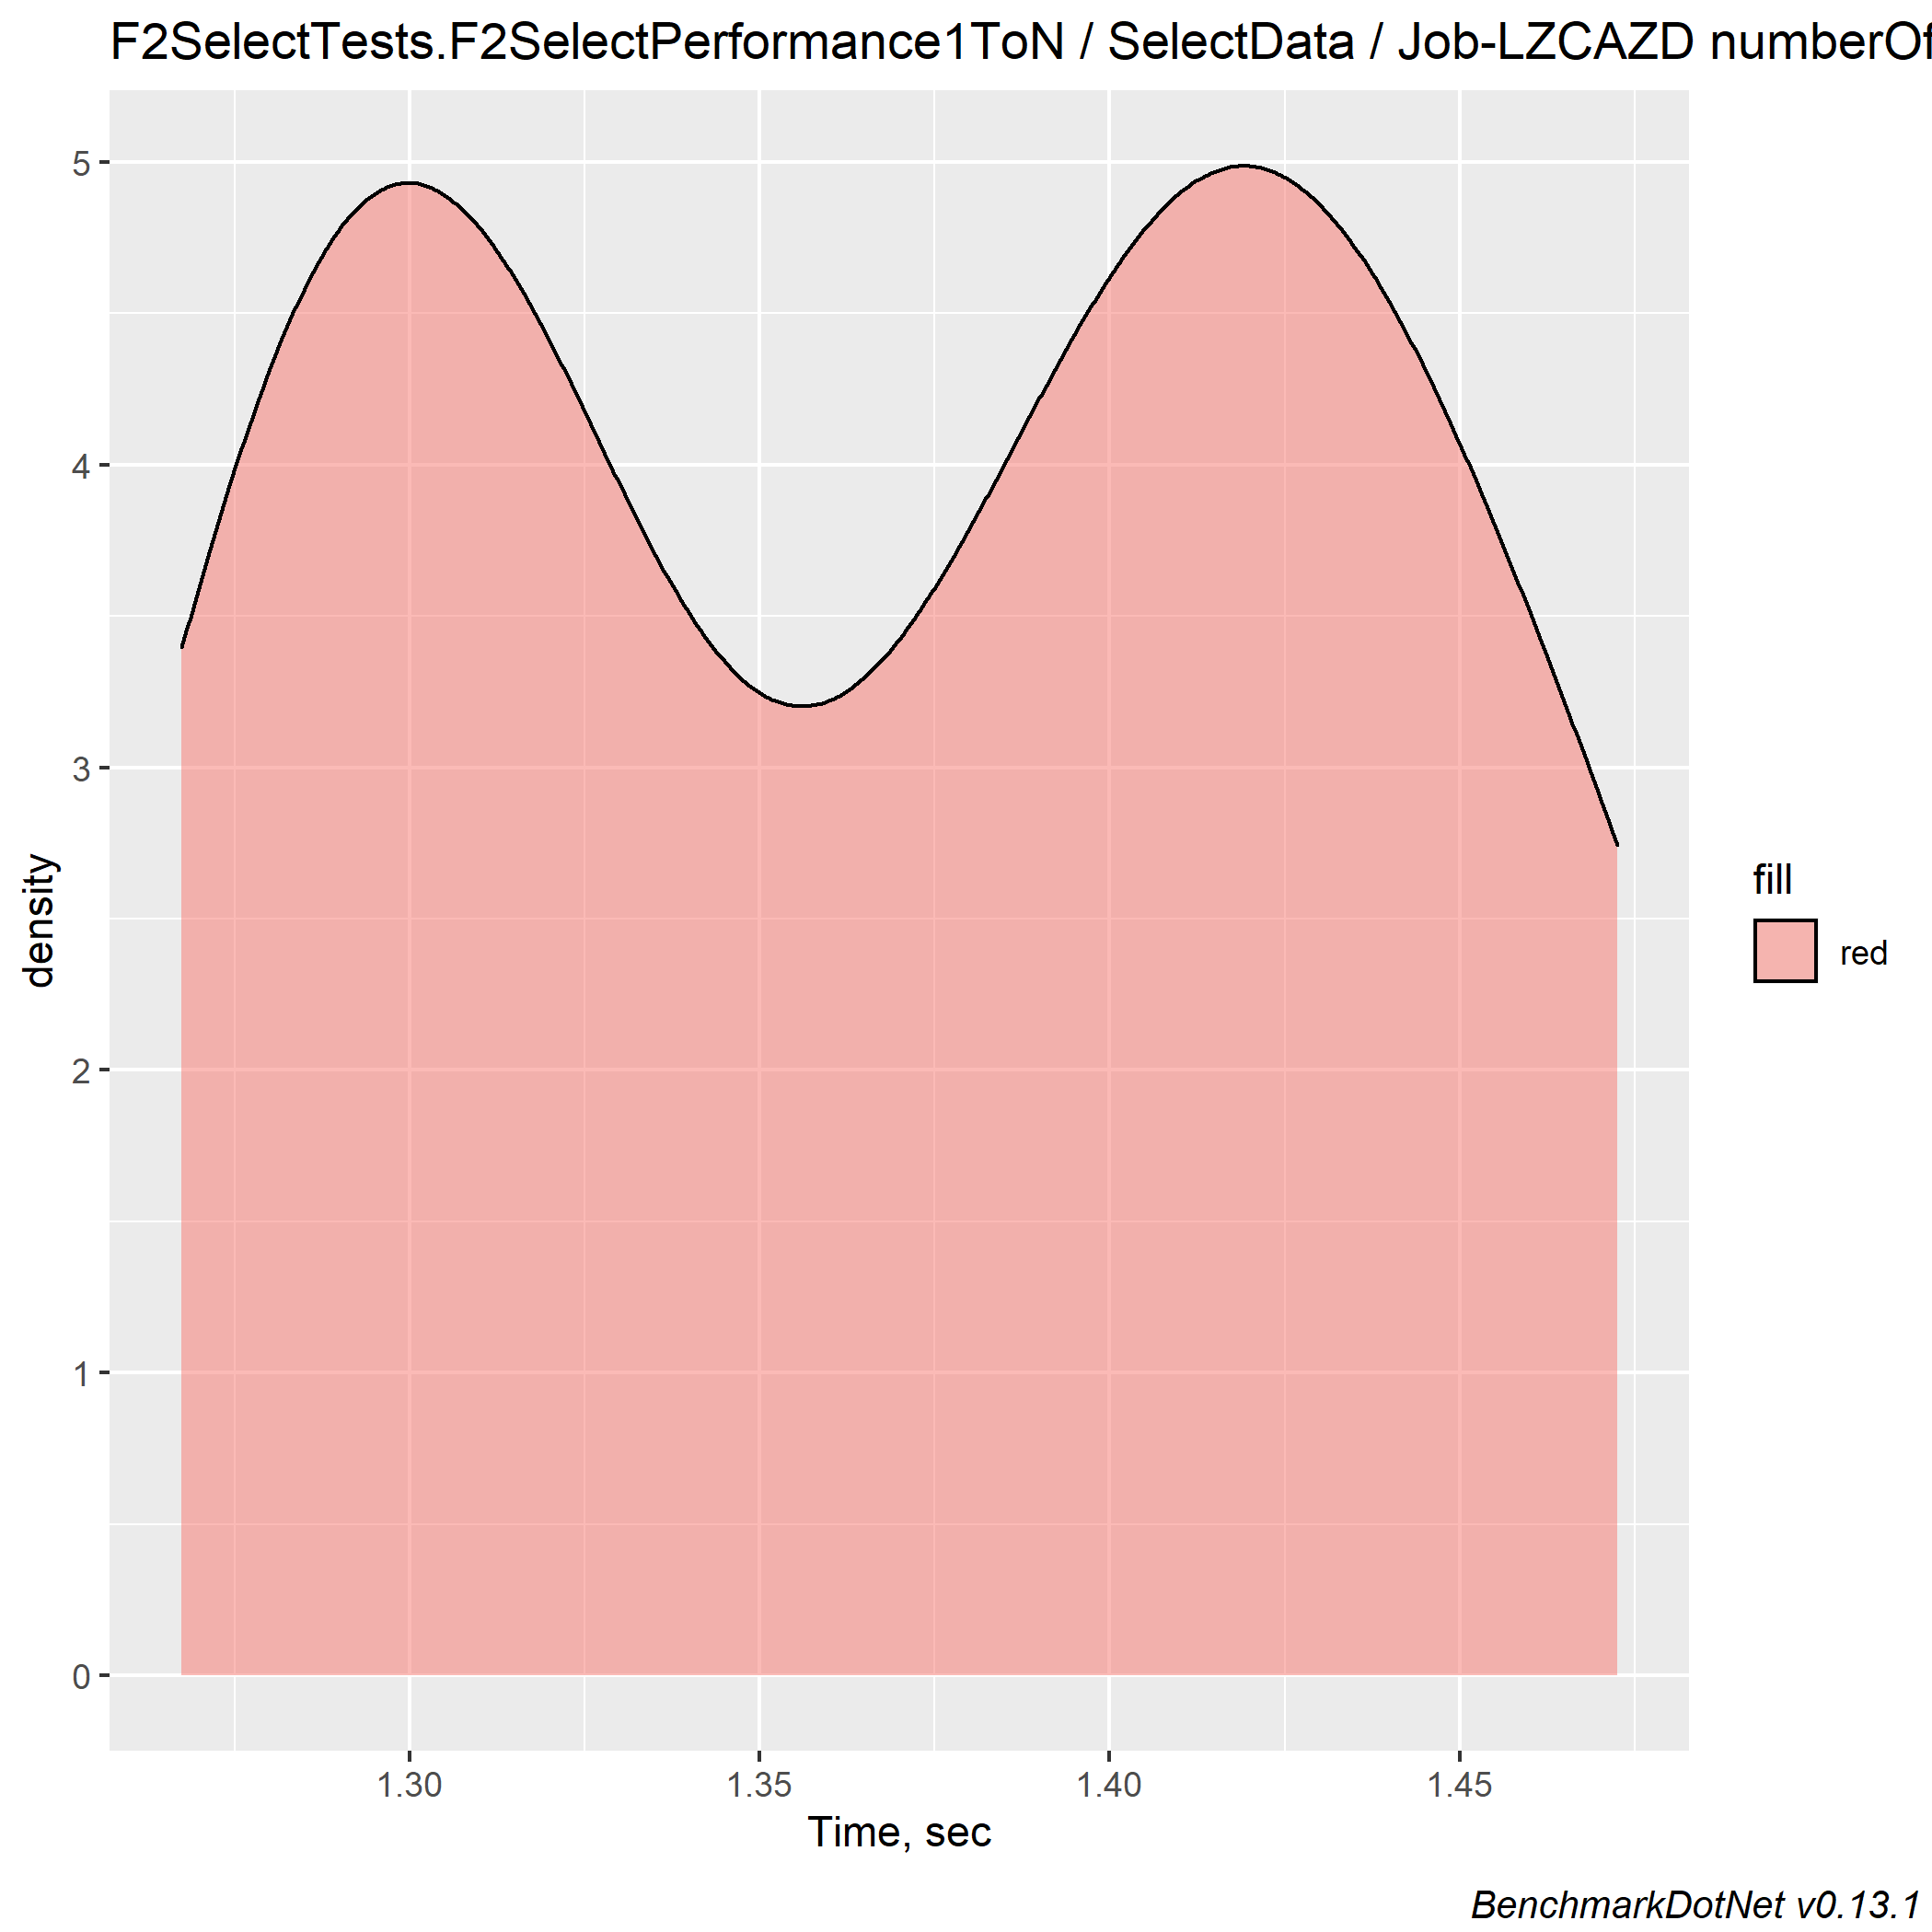 F2SelectTests.F2SelectPerformance1ToN / SelectData / Job-LZCAZD numberOf
5
4
3
2
1
0
density
1.30 1.35 1.40 1.45
Time, sec
fill
red
BenchmarkDotNet v0.13.1